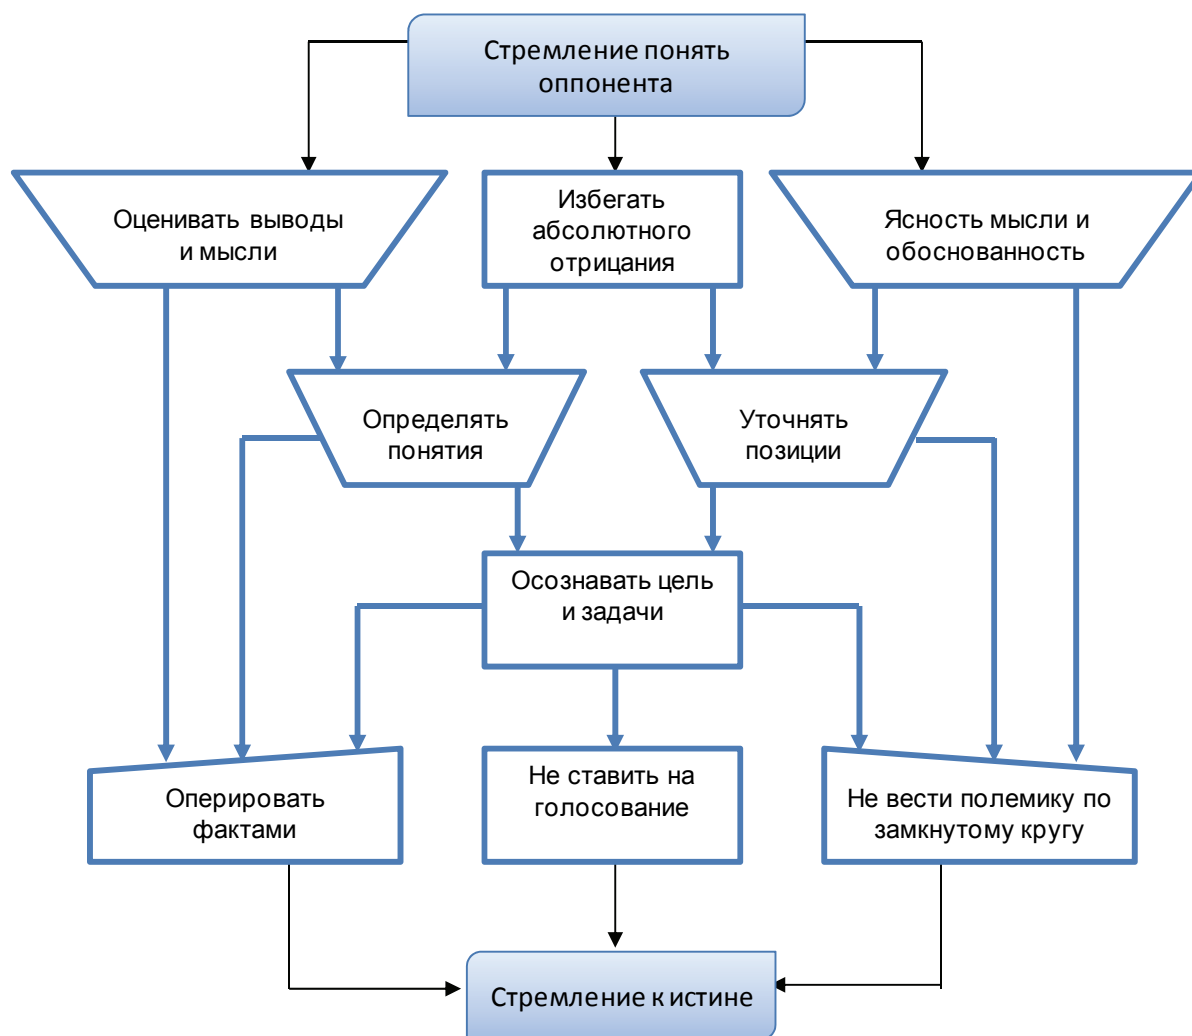 Стремление понять
оппонента
Оценивать выводы
и мысли
Избегать
абсолютного
отрицания
Ясность мысли и
обоснованность
Определять
понятия
Уточнять
позиции
Осознавать цель
и задачи
Оперировать
фактами
Не ставить на
голосование
Не вести полемику по
замкнутому кругу
Стремление к истине